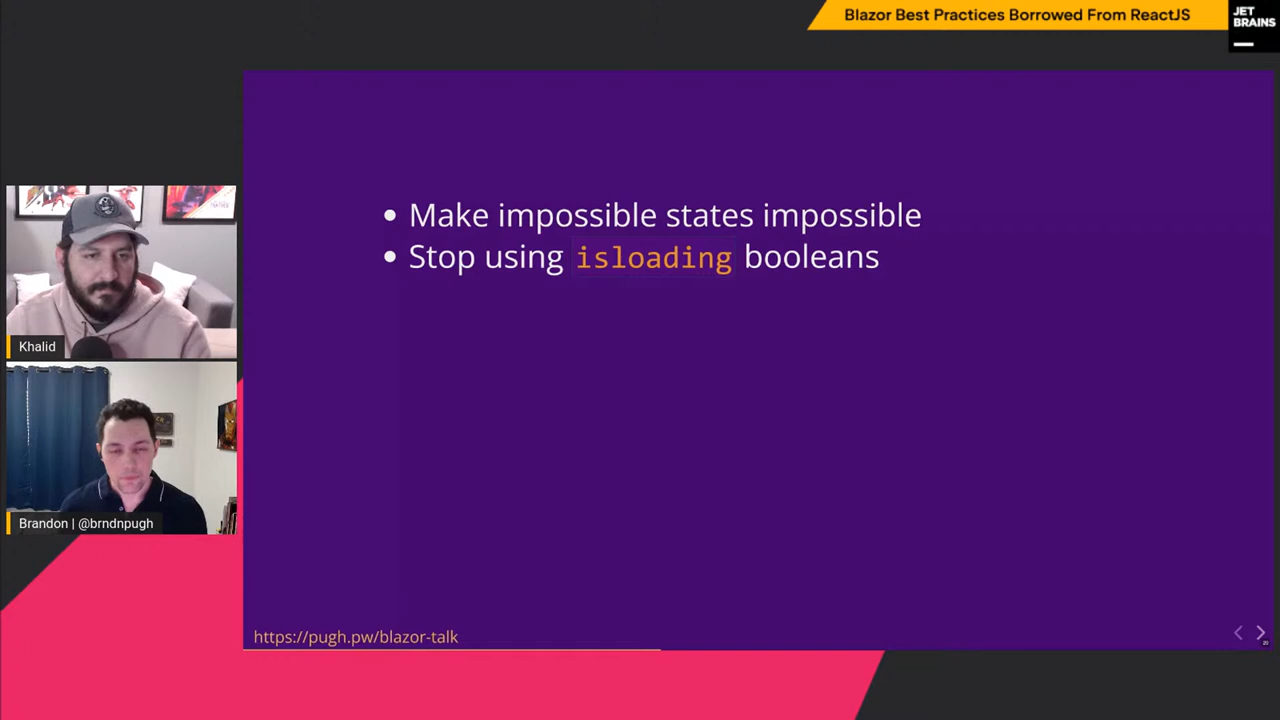 Blazor Best Practices Borrowed From ReactJS
JET
BRAINS
Make impossible states impossible
Stop using isloading booleans
Khalid
Brandon | @brndnpugh
https://pugh.pw/blazor-talk